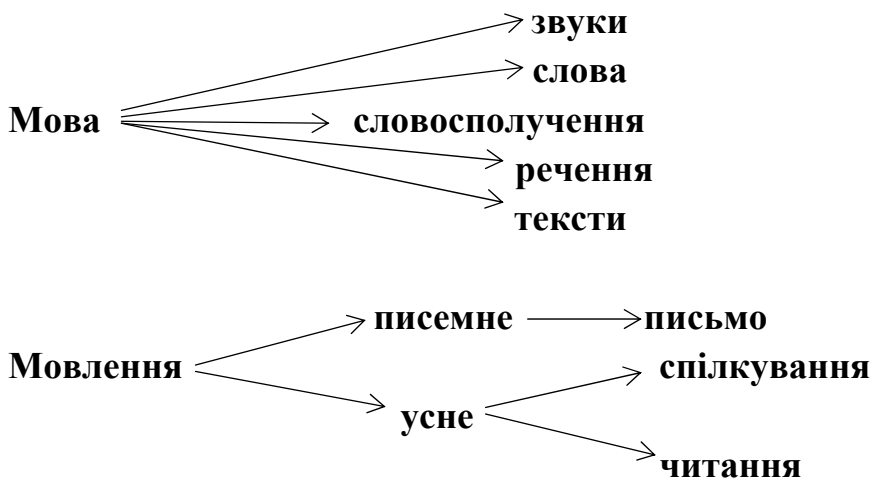 звуки
слова
Мова словосполучення
речення
тексти
писемне письмо
Мовлення спілкування
усне
читання